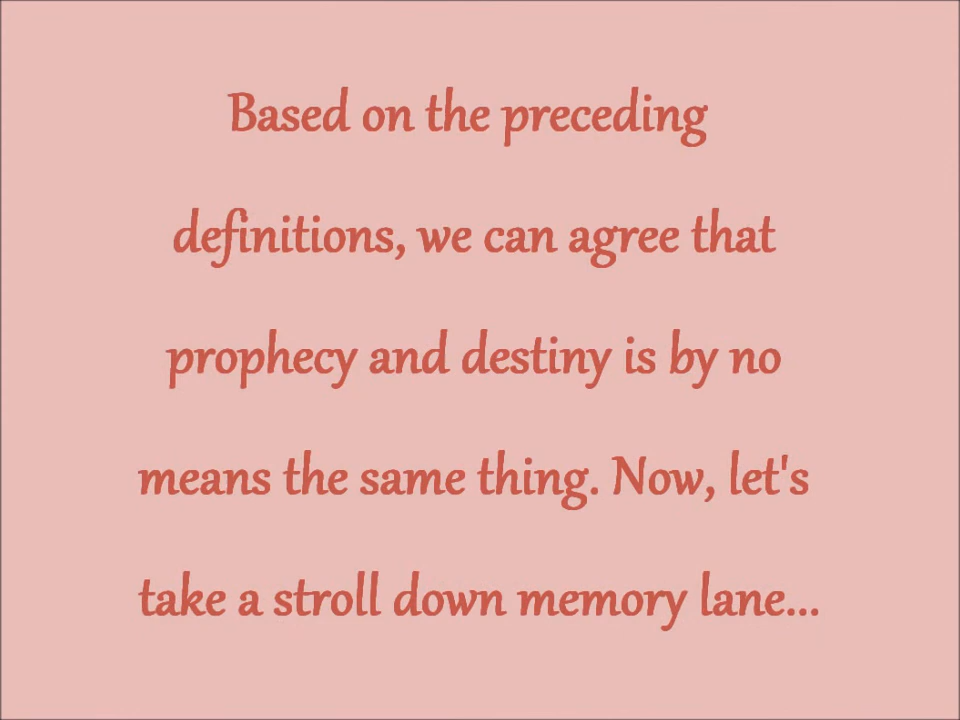 Based on the preceding
definitions, we can agree that
prophecy and destiny is by no
means the same thing. Now, let's
take a stroll down memory lane...